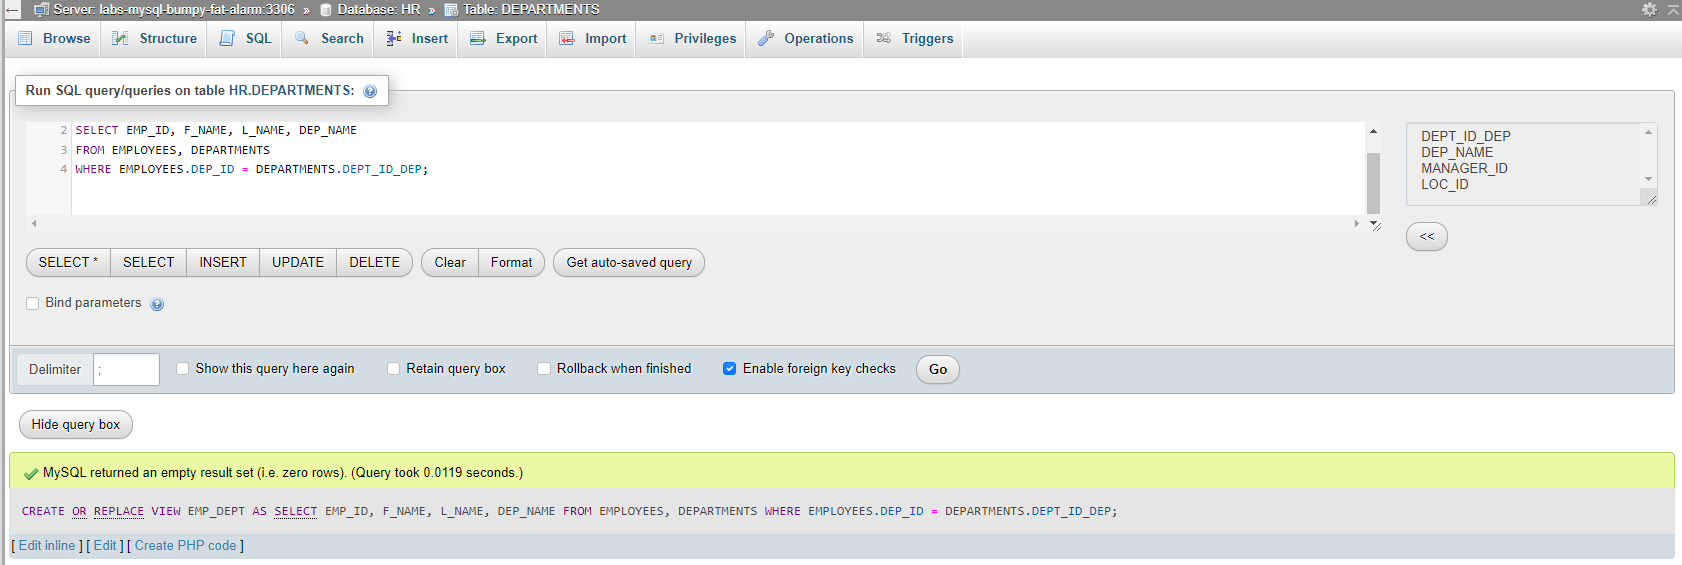 ← Server: labs-mysql-bumpy-fat-alarm:3306 » Database: HR » Table: DEPARTMENTS
Browse Structure SQL Search Insert Export Import Privileges Operations Triggers
Run SQL query/queries on table HR.DEPARTMENTS:
2 SELECT EMP_ID, F_NAME, L_NAME, DEP_NAME
3 FROM EMPLOYEES, DEPARTMENTS
4 WHERE EMPLOYEES.DEP_ID = DEPARTMENTS.DEPT_ID_DEP;
DEPT_ID_DEP
DEP_NAME
MANAGER_ID
LOC_ID
<<
SELECT * SELECT INSERT UPDATE DELETE Clear Format Get auto-saved query
Bind parameters
Delimiter ; Show this query here again Retain query box Rollback when finished Enable foreign key checks Go
Hide query box
MySQL returned an empty result set (i.e. zero rows). (Query took 0.0119 seconds.)
CREATE OR REPLACE VIEW EMP_DEPT AS SELECT EMP_ID, F_NAME, L_NAME, DEP_NAME FROM EMPLOYEES, DEPARTMENTS WHERE EMPLOYEES.DEP_ID = DEPARTMENTS.DEPT_ID_DEP;
[ Edit inline ] [ Edit ] [ Create PHP code ]